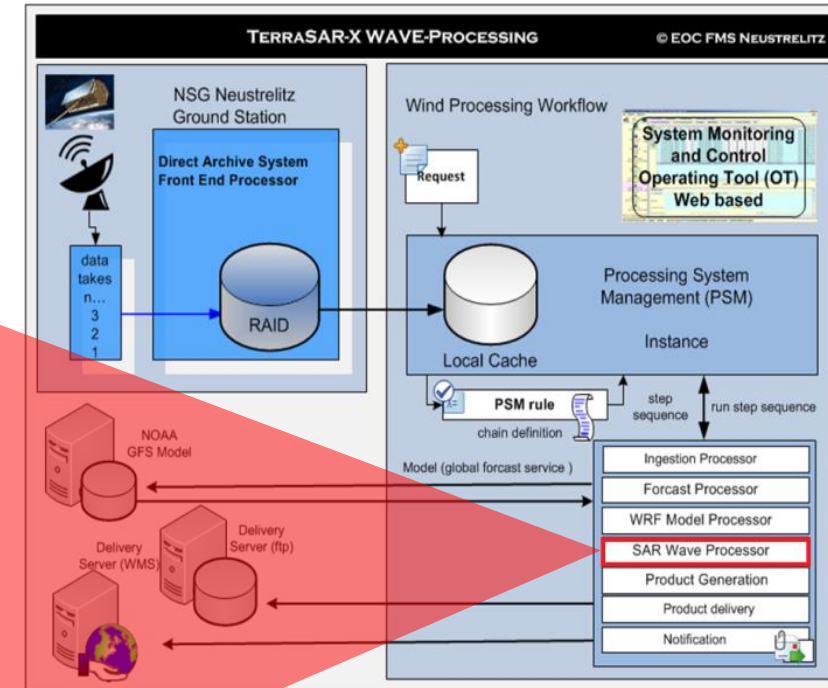 TERRASAR-X WAVE-PROCESSING
© EOC FMS NEUSTRELITZ
NSG Neustrelitz
Ground Station
Direct Archive System
Front End Processor
data
takes
n...
3
2
1
RAID
Wind Processing Workflow
Request
System Monitoring
and Control
Operating Tool (OT)
Web based
Processing System
Management (PSM)
Instance
Local Cache
PSM rule
chain definition
step
sequence
run step sequence
NOAA
GFS Model
Model (global forcast service )
Delivery
Server (ftp)
Delivery
Server (WMS)
Ingestion Processor
Forcast Processor
WRF Model Processor
SAR Wave Processor
Product Generation
Product delivery
Notification